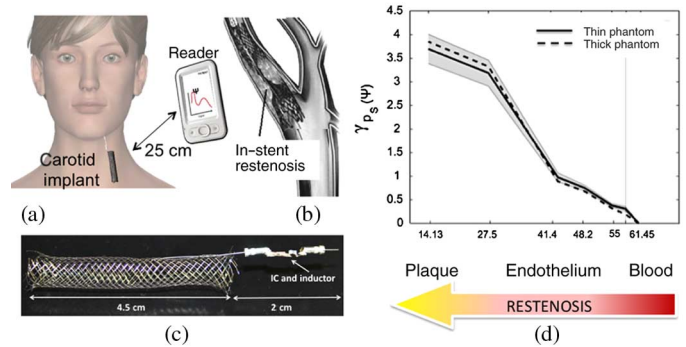 Reader
Ψ
25 cm
Carotid
implant
In-stent
restenosis
(a)
(b)
IC and inductor
4.5 cm
2 cm
(c)
4.5
4
3.5
3
2.5
2
1.5
1
0.5
0
γ
p
S
(Ψ)
Thin phantom
Thick phantom
14.13
27.5
41.4
48.2
55
61.45
Plaque
Endothelium
Blood
RESTENOSIS
(d)